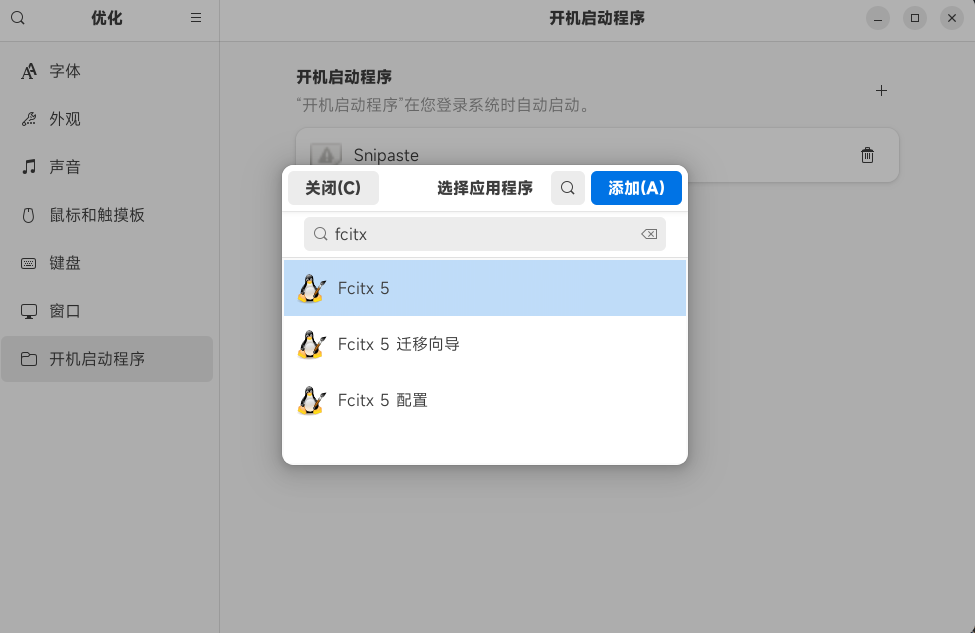 优化
开机启动程序
字体
外观
声音
鼠标和触摸板
键盘
窗口
开机启动程序
开机启动程序
“开机启动程序”在您登录系统时自动启动。
Snipaste
关闭(C)
选择应用程序
添加(A)
fcitx
Fcitx 5
Fcitx 5 迁移向导
Fcitx 5 配置